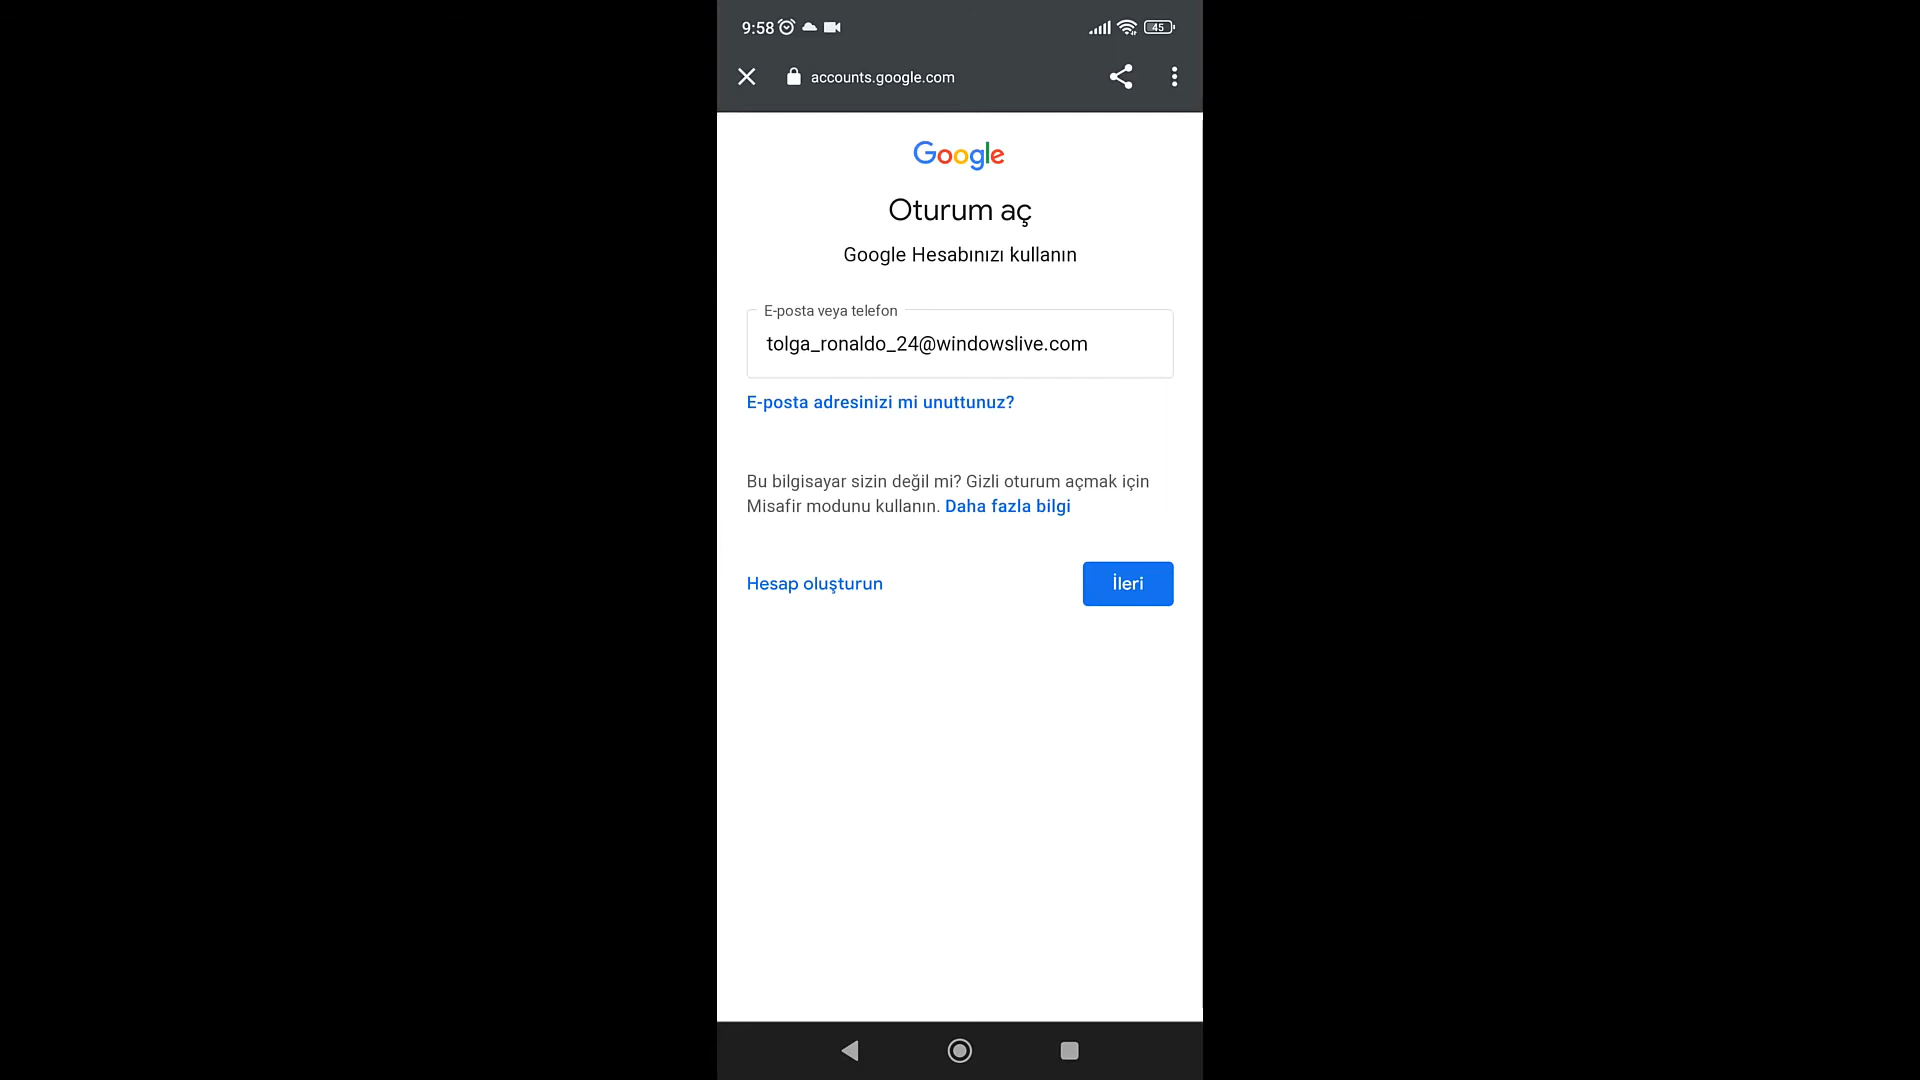 9:58
45
accounts.google.com
Google
Oturum aç
Google Hesabınızı kullanın
E-posta veya telefon
tolga_ronaldo_24@windowslive.com
E-posta adresinizi mi unuttunuz?
Bu bilgisayar sizin değil mi? Gizli oturum açmak için
Misafir modunu kullanın. Daha fazla bilgi
Hesap oluşturun
İleri